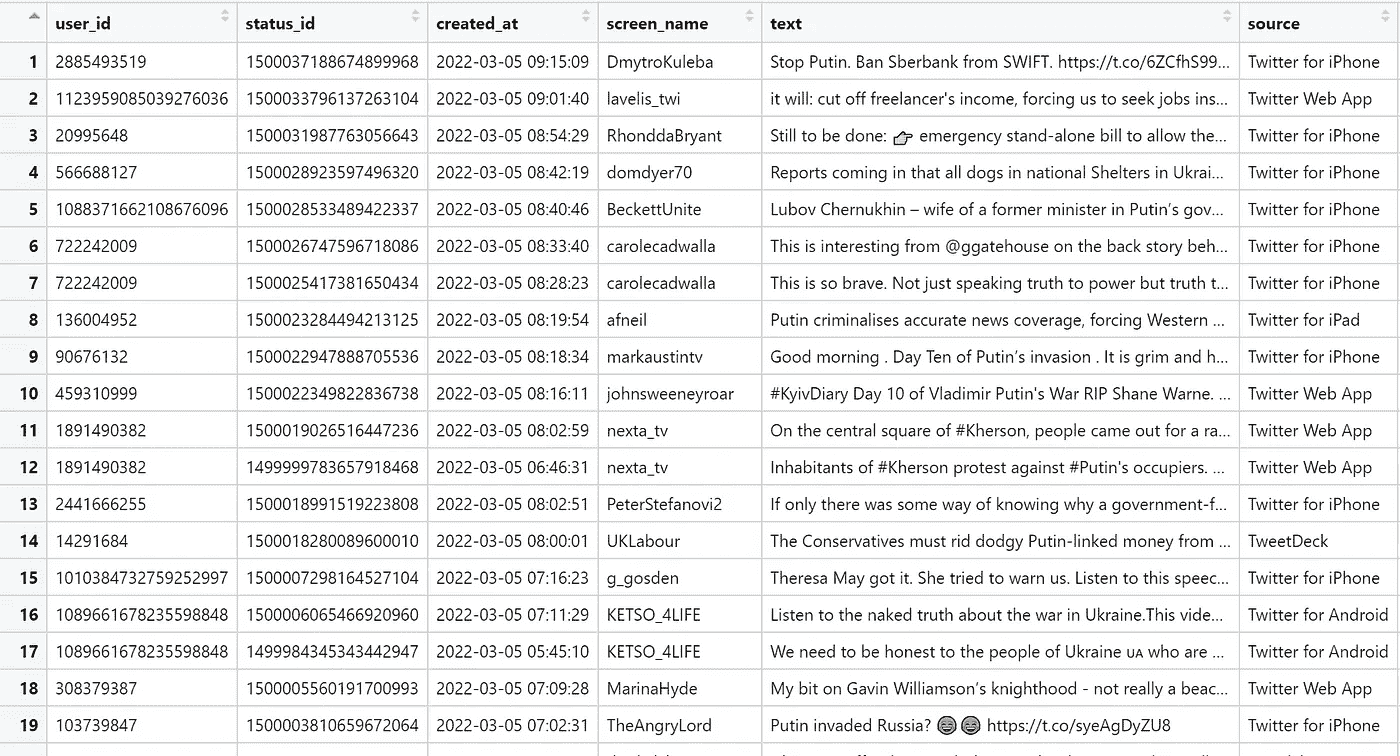 user_id status_id created_at screen_name text source
1 2885493519 1500037188674899968 2022-03-05 09:15:09 DmytroKuleba Stop Putin. Ban Sberbank from SWIFT. https://t.co/6ZCfhS99... Twitter for iPhone
2 1123959085039276036 1500033796137263104 2022-03-05 09:01:40 lavelis_twi it will: cut off freelancer's income, forcing us to seek jobs ins... Twitter Web App
3 20995648 1500031987763056643 2022-03-05 08:54:29 RhonddaBryant Still to be done: 👉 emergency stand-alone bill to allow the... Twitter for iPhone
4 566688127 1500028923597496320 2022-03-05 08:42:19 domdyer70 Reports coming in that all dogs in national Shelters in Ukrai... Twitter for iPhone
5 1088371662108676096 1500028533489422337 2022-03-05 08:40:46 BeckettUnite Lubov Chernukhin – wife of a former minister in Putin’s gov... Twitter for iPhone
6 722242009 1500026747596718086 2022-03-05 08:33:40 carolecadwalla This is interesting from @ggatehouse on the back story beh... Twitter for iPhone
7 722242009 1500025417381650434 2022-03-05 08:28:23 carolecadwalla This is so brave. Not just speaking truth to power but truth t... Twitter for iPhone
8 136004952 1500023284494213125 2022-03-05 08:19:54 afneil Putin criminalises accurate news coverage, forcing Western ... Twitter for iPad
9 90676132 1500022947888705536 2022-03-05 08:18:34 markaustintv Good morning . Day Ten of Putin’s invasion . It is grim and h... Twitter for iPhone
10 459310999 1500022349822836738 2022-03-05 08:16:11 johnsweeneyroar #KyivDiary Day 10 of Vladimir Putin's War RIP Shane Warne. ... Twitter Web App
11 1891490382 1500019026516447236 2022-03-05 08:02:59 nexta_tv On the central square of #Kherson, people came out for a ra... Twitter Web App
12 1891490382 1499999783657918468 2022-03-05 06:46:31 nexta_tv Inhabitants of #Kherson protest against #Putin's occupiers. ... Twitter Web App
13 2441666255 1500018991519223808 2022-03-05 08:02:51 PeterStefanovi2 If only there was some way of knowing why a government-f... Twitter for iPhone
14 14291684 1500018280089600010 2022-03-05 08:00:01 UKLabour The Conservatives must rid dodgy Putin-linked money from ... TweetDeck
15 1010384732759252997 1500007298164527104 2022-03-05 07:16:23 g_gosden Theresa May got it. She tried to warn us. Listen to this speec... Twitter for iPhone
16 1089661678235598848 1500006065466920960 2022-03-05 07:11:29 KETSO_4LIFE Listen to the naked truth about the war in Ukraine.This vide... Twitter for Android
17 1089661678235598848 1499984345343442947 2022-03-05 05:45:10 KETSO_4LIFE We need to be honest to the people of Ukraine ᴜᴀ who are ... Twitter for Android
18 308379387 1500005560191700993 2022-03-05 07:09:28 MarinaHyde My bit on Gavin Williamson’s knighthood - not really a beac... Twitter Web App
19 103739847 1500003810659672064 2022-03-05 07:02:31 TheAngryLord Putin invaded Russia? 😄😄 https://t.co/syeAgDyZU8 Twitter for iPhone